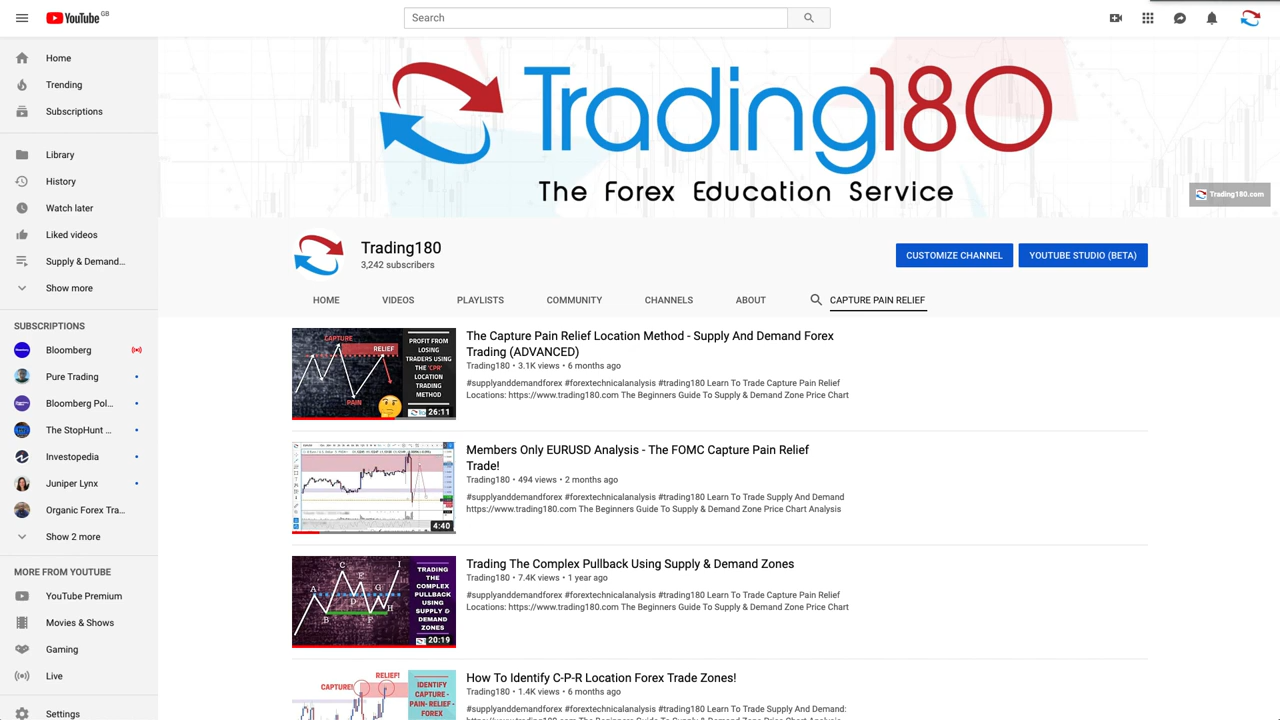 YouTube GB
Search
Home
Trending
Subscriptions
Library
History
Watch later
Liked videos
Supply & Demand...
Show more
SUBSCRIPTIONS
Bloomberg
Pure Trading
Bloomberg Pol...
The StopHunt ...
Investopedia
Juniper Lynx
Organic Forex Tra...
Show 2 more
MORE FROM YOUTUBE
YouTube Premium
Movies & Shows
Gaming
Live
Settings
Trading180
The Forex Education Service
Trading180.com
Trading180
3,242 subscribers
CUSTOMIZE CHANNEL
YOUTUBE STUDIO (BETA)
HOME VIDEOS PLAYLISTS COMMUNITY CHANNELS ABOUT CAPTURE PAIN RELIEF
CAPTURE
RELIEF
PAIN
PROFIT FROM
LOSING
TRADERS USING
THE 'CPR'
LOCATION
TRADING
METHOD
26:11
The Capture Pain Relief Location Method - Supply And Demand Forex
Trading (ADVANCED)
Trading180 • 3.1K views • 6 months ago
#supplyanddemandforex #forextechnicalanalysis #trading180 Learn To Trade Capture Pain Relief
Locations: https://www.trading180.com The Beginners Guide To Supply & Demand Zone Price Chart
4:40
Members Only EURUSD Analysis - The FOMC Capture Pain Relief
Trade!
Trading180 • 494 views • 2 months ago
#supplyanddemandforex #forextechnicalanalysis #trading180 Learn To Trade Supply And Demand
https://www.trading180.com The Beginners Guide To Supply & Demand Zone Price Chart Analysis
A
B
C
D
E
F
G
H
I
TRADING
THE
COMPLEX
PULLBACK
USING
SUPPLY &
DEMAND
ZONES
20:19
Trading The Complex Pullback Using Supply & Demand Zones
Trading180 • 7.4K views • 1 year ago
#supplyanddemandforex #forextechnicalanalysis #trading180 Learn To Trade Capture Pain Relief
Locations: https://www.trading180.com The Beginners Guide To Supply & Demand Zone Price Chart
CAPTURE!
RELIEF!
IDENTIFY
CAPTURE -
PAIN- RELIEF -
FOREX
How To Identify C-P-R Location Forex Trade Zones!
Trading180 • 1.4K views • 6 months ago
#supplyanddemandforex #forextechnicalanalysis #trading180 Learn To Trade Supply And Demand: